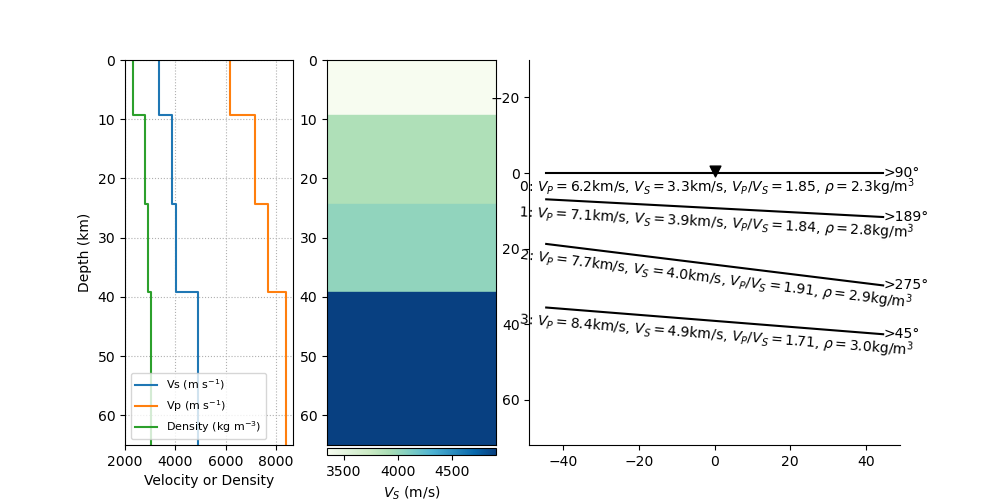 0
10
20
30
40
50
60
Depth (km)
2000 4000 6000 8000
Velocity or Density
Vs (m s⁻¹)
Vp (m s⁻¹)
Density (kg m⁻³)
0
10
20
30
40
50
60
3500 4000 4500
V_S (m/s)
−20
0
20
40
60
−40 −20 0 20 40
>90°
0: V_P = 6.2km/s, V_S = 3.3km/s, V_P/V_S = 1.85, ρ = 2.3kg/m³
>189°
1: V_P = 7.1km/s, V_S = 3.9km/s, V_P/V_S = 1.84, ρ = 2.8kg/m³
>275°
2: V_P = 7.7km/s, V_S = 4.0km/s, V_P/V_S = 1.91, ρ = 2.9kg/m³
>45°
3: V_P = 8.4km/s, V_S = 4.9km/s, V_P/V_S = 1.71, ρ = 3.0kg/m³